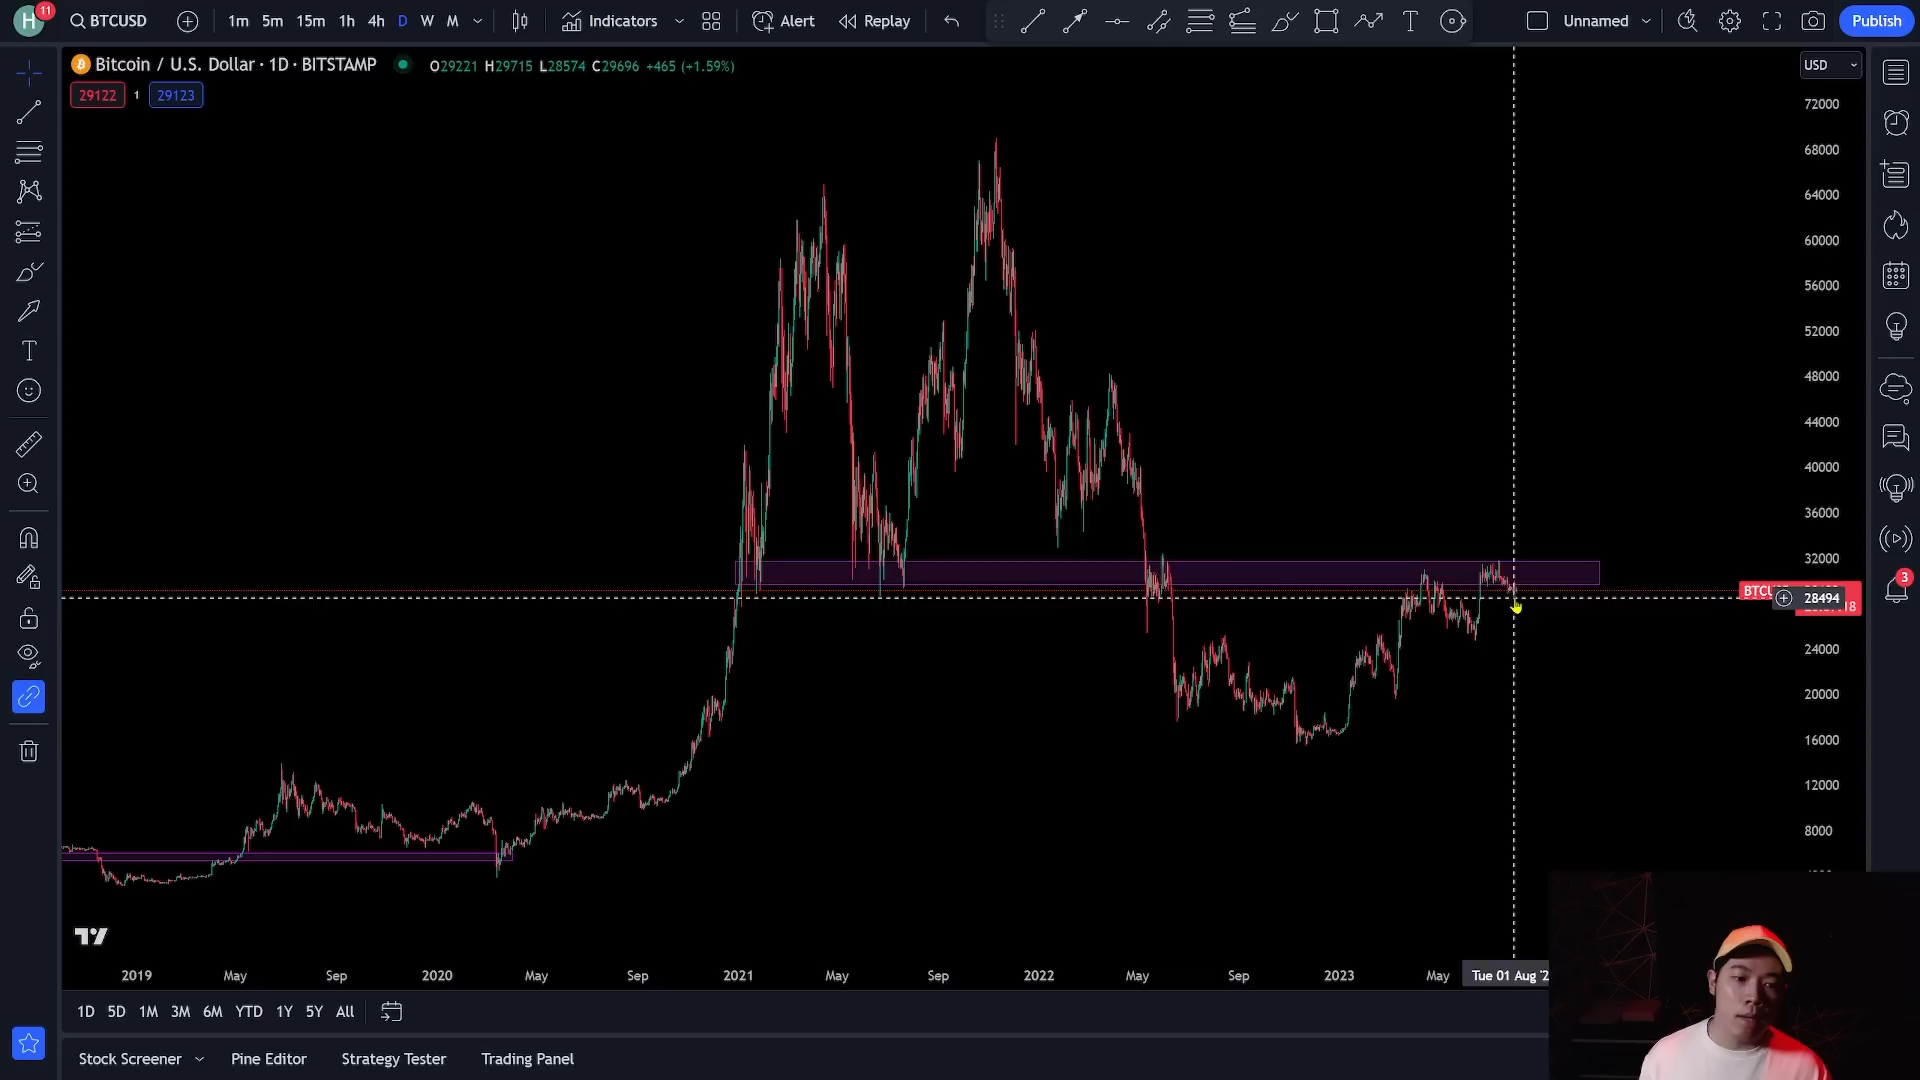 H 11 BTCUSD 1m 5m 15m 1h 4h D W M Indicators Alert Replay Unnamed Publish
Bitcoin / U.S. Dollar · 1D · BITSTAMP O29221 H29715 L28574 C29696 +465 (+1.59%)
USD
29122 1 29123
72000
68000
64000
60000
56000
52000
48000
44000
40000
36000
32000
3
28494
24000
20000
16000
12000
8000
2019 May Sep 2020 May Sep 2021 May Sep 2022 May Sep 2023 May Tue 01 Aug
1D 5D 1M 3M 6M YTD 1Y 5Y All
Stock Screener Pine Editor Strategy Tester Trading Panel